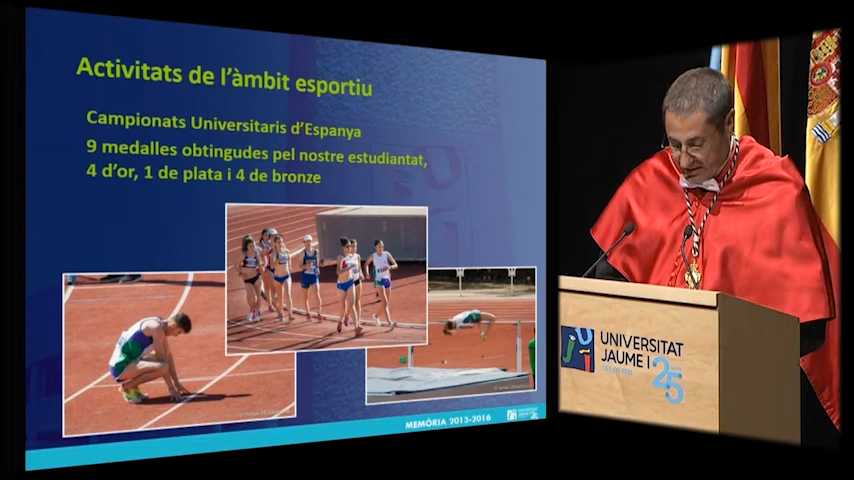 Activitats de l'àmbit esportiu
Campionats Universitaris d'Espanya
9 medalles obtingudes pel nostre estudiantat,
4 d'or, 1 de plata i 4 de bronze
MEMÒRIA 2015-2016
UNIVERSITAT
JAUME I
25